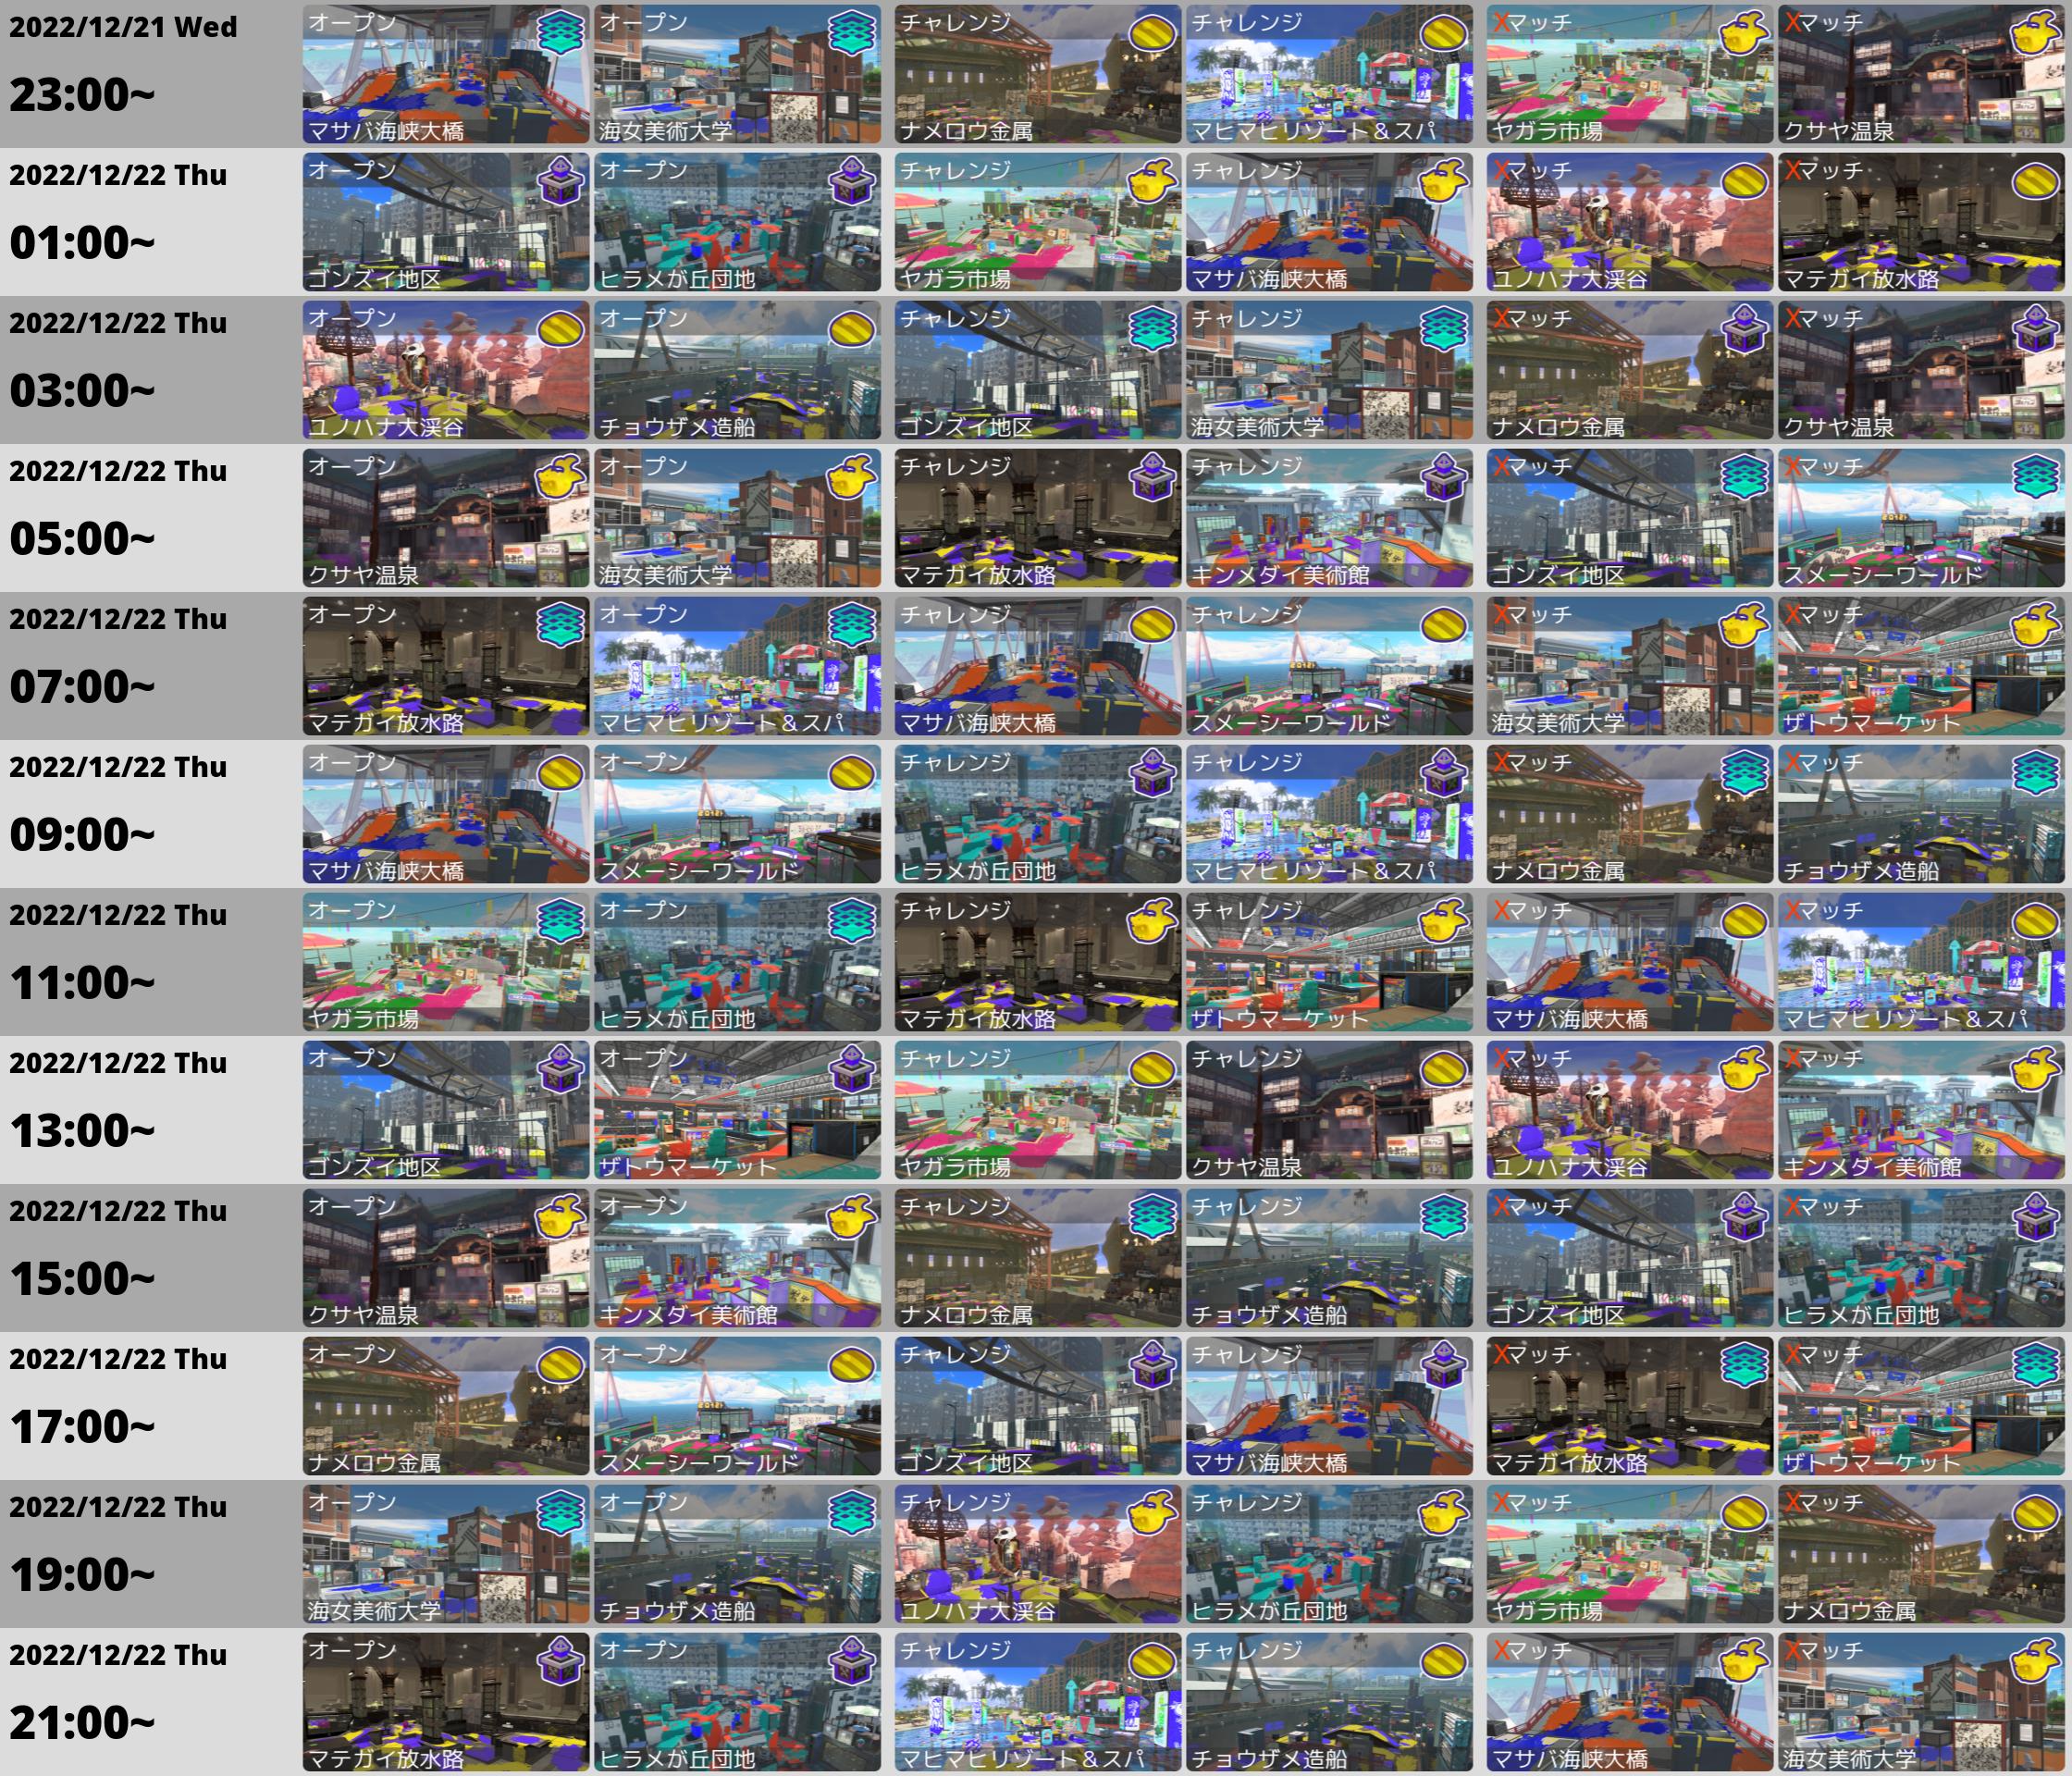 2022/12/21 Wed
23:00~
オープン
マサバ海峡大橋
オープン
海女美術大学
チャレンジ
ナメロウ金属
チャレンジ
マヒマヒリゾート＆スパ
Xマッチ
ヤガラ市場
Xマッチ
クサヤ温泉
2022/12/22 Thu
01:00~
オープン
ゴンズイ地区
オープン
ヒラメが丘団地
チャレンジ
ヤガラ市場
チャレンジ
マサバ海峡大橋
Xマッチ
ユノハナ大渓谷
Xマッチ
マテガイ放水路
2022/12/22 Thu
03:00~
オープン
ユノハナ大渓谷
オープン
チョウザメ造船
チャレンジ
ゴンズイ地区
チャレンジ
海女美術大学
Xマッチ
ナメロウ金属
Xマッチ
クサヤ温泉
2022/12/22 Thu
05:00~
オープン
クサヤ温泉
オープン
海女美術大学
チャレンジ
マテガイ放水路
チャレンジ
キンメダイ美術館
Xマッチ
ゴンズイ地区
Xマッチ
スメーシーワールド
2022/12/22 Thu
07:00~
オープン
マテガイ放水路
オープン
マヒマヒリゾート＆スパ
チャレンジ
マサバ海峡大橋
チャレンジ
スメーシーワールド
Xマッチ
海女美術大学
Xマッチ
ザトウマーケット
2022/12/22 Thu
09:00~
オープン
マサバ海峡大橋
オープン
スメーシーワールド
チャレンジ
ヒラメが丘団地
チャレンジ
マヒマヒリゾート＆スパ
Xマッチ
ナメロウ金属
Xマッチ
チョウザメ造船
2022/12/22 Thu
11:00~
オープン
ヤガラ市場
オープン
ヒラメが丘団地
チャレンジ
マテガイ放水路
チャレンジ
ザトウマーケット
Xマッチ
マサバ海峡大橋
Xマッチ
マヒマヒリゾート＆スパ
2022/12/22 Thu
13:00~
オープン
ゴンズイ地区
オープン
ザトウマーケット
チャレンジ
ヤガラ市場
チャレンジ
クサヤ温泉
Xマッチ
ユノハナ大渓谷
Xマッチ
キンメダイ美術館
2022/12/22 Thu
15:00~
オープン
クサヤ温泉
オープン
キンメダイ美術館
チャレンジ
ナメロウ金属
チャレンジ
チョウザメ造船
Xマッチ
ゴンズイ地区
Xマッチ
ヒラメが丘団地
2022/12/22 Thu
17:00~
オープン
ナメロウ金属
オープン
スメーシーワールド
チャレンジ
ゴンズイ地区
チャレンジ
マサバ海峡大橋
Xマッチ
マテガイ放水路
Xマッチ
ザトウマーケット
2022/12/22 Thu
19:00~
オープン
海女美術大学
オープン
チョウザメ造船
チャレンジ
ユノハナ大渓谷
チャレンジ
ヒラメが丘団地
Xマッチ
ヤガラ市場
Xマッチ
ナメロウ金属
2022/12/22 Thu
21:00~
オープン
マテガイ放水路
オープン
ヒラメが丘団地
チャレンジ
マヒマヒリゾート＆スパ
チャレンジ
チョウザメ造船
Xマッチ
マサバ海峡大橋
Xマッチ
海女美術大学